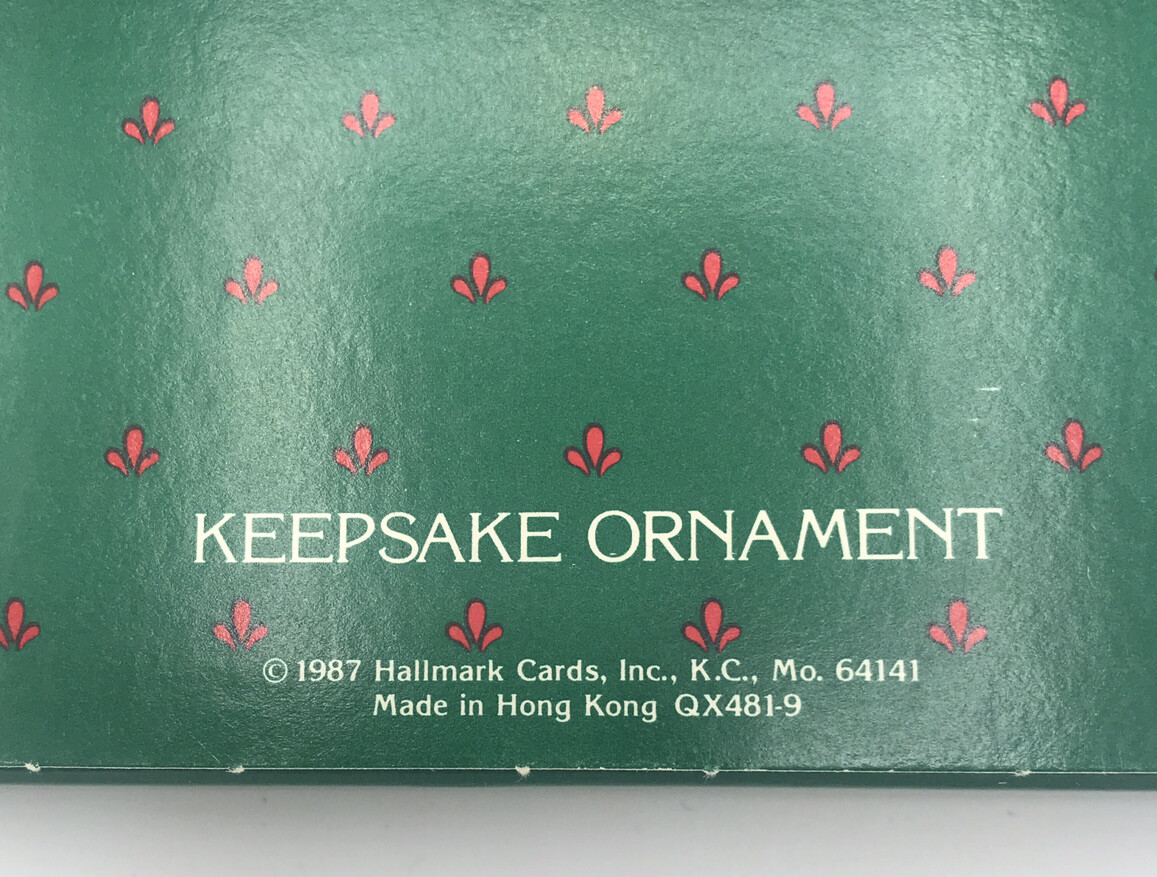 KEEPSAKE ORNAMENT
© 1987 Hallmark Cards, Inc., K.C., Mo. 64141
Made in Hong Kong QX481-9